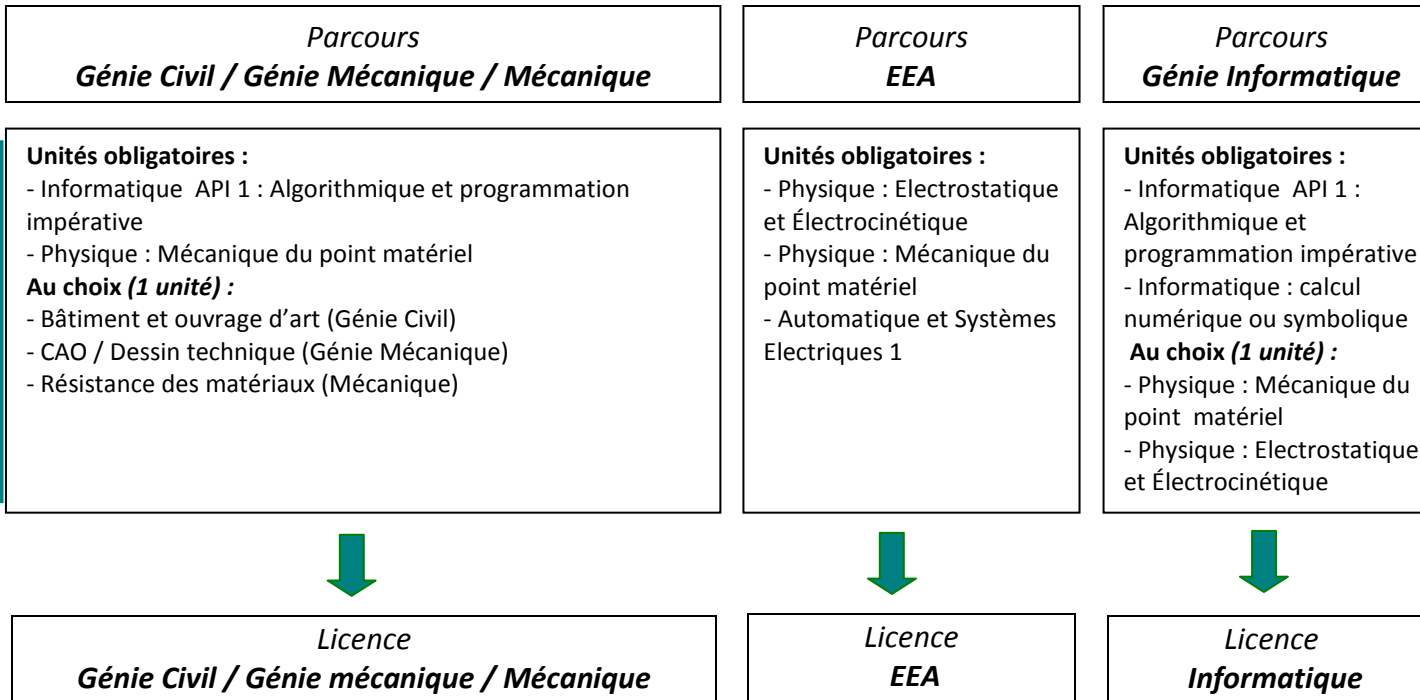 Parcours
Génie Civil / Génie Mécanique / Mécanique
Parcours
EEA
Parcours
Génie Informatique
Unités obligatoires :
- Informatique API 1 : Algorithmique et programmation
impérative
- Physique : Mécanique du point matériel
Au choix (1 unité) :
- Bâtiment et ouvrage d’art (Génie Civil)
- CAO / Dessin technique (Génie Mécanique)
- Résistance des matériaux (Mécanique)
Unités obligatoires :
- Physique : Electrostatique
et Électrocinétique
- Physique : Mécanique du
point matériel
- Automatique et Systèmes
Electriques 1
Unités obligatoires :
- Informatique API 1 :
Algorithmique et
programmation impérative
- Informatique : calcul
numérique ou symbolique
Au choix (1 unité) :
- Physique : Mécanique du
point matériel
- Physique : Electrostatique
et Électrocinétique
Licence
Génie Civil / Génie mécanique / Mécanique
Licence
EEA
Licence
Informatique